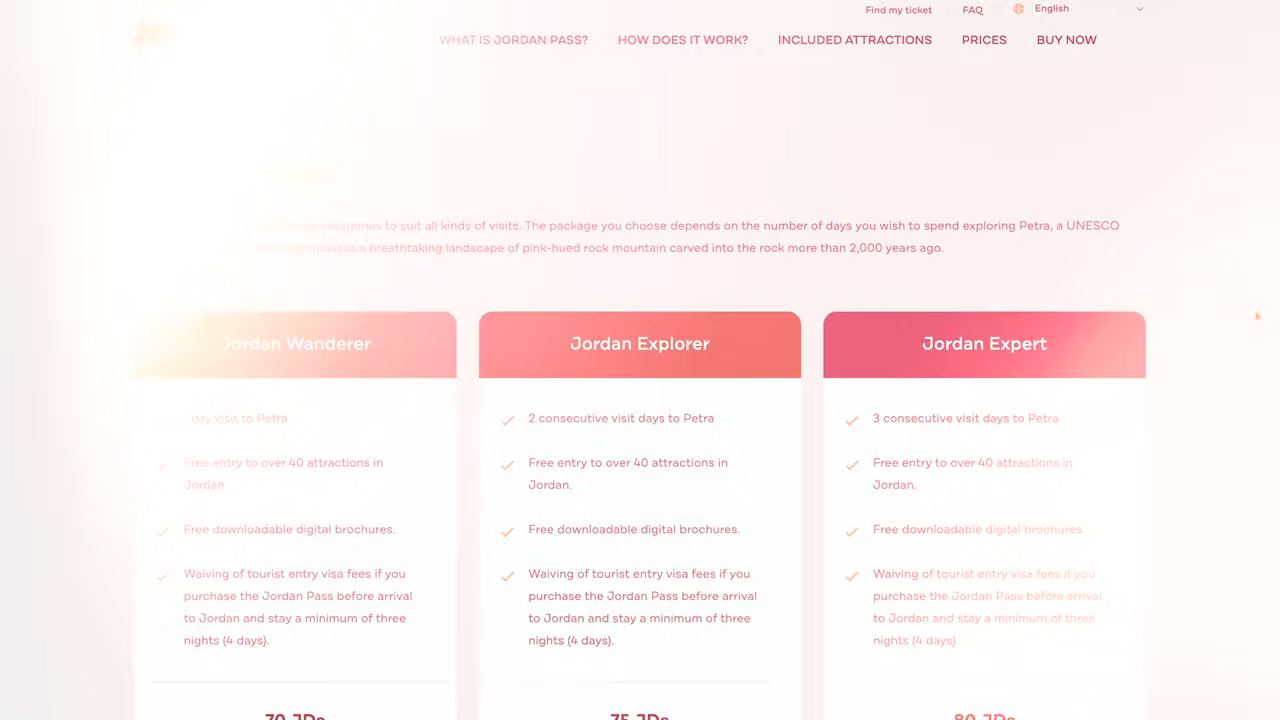 Find my ticket FAQ English
WHAT IS JORDAN PASS? HOW DOES IT WORK? INCLUDED ATTRACTIONS PRICES BUY NOW
categories to suit all kinds of visits. The package you choose depends on the number of days you wish to spend exploring Petra, a UNESCO
a breathtaking landscape of pink-hued rock mountain carved into the rock more than 2,000 years ago.
Jordan Wanderer
day visit to Petra
Free entry to over 40 attractions in
Jordan
Free downloadable digital brochures.
Waiving of tourist entry visa fees if you
purchase the Jordan Pass before arrival
to Jordan and stay a minimum of three
nights (4 days).
70 JDs
Jordan Explorer
2 consecutive visit days to Petra
Free entry to over 40 attractions in
Jordan.
Free downloadable digital brochures.
Waiving of tourist entry visa fees if you
purchase the Jordan Pass before arrival
to Jordan and stay a minimum of three
nights (4 days).
75 JDs
Jordan Expert
3 consecutive visit days to Petra
Free entry to over 40 attractions in
Jordan.
Free downloadable digital brochures.
Waiving of tourist entry visa fees if you
purchase the Jordan Pass before arrival
to Jordan and stay a minimum of three
nights (4 days).
80 JDs